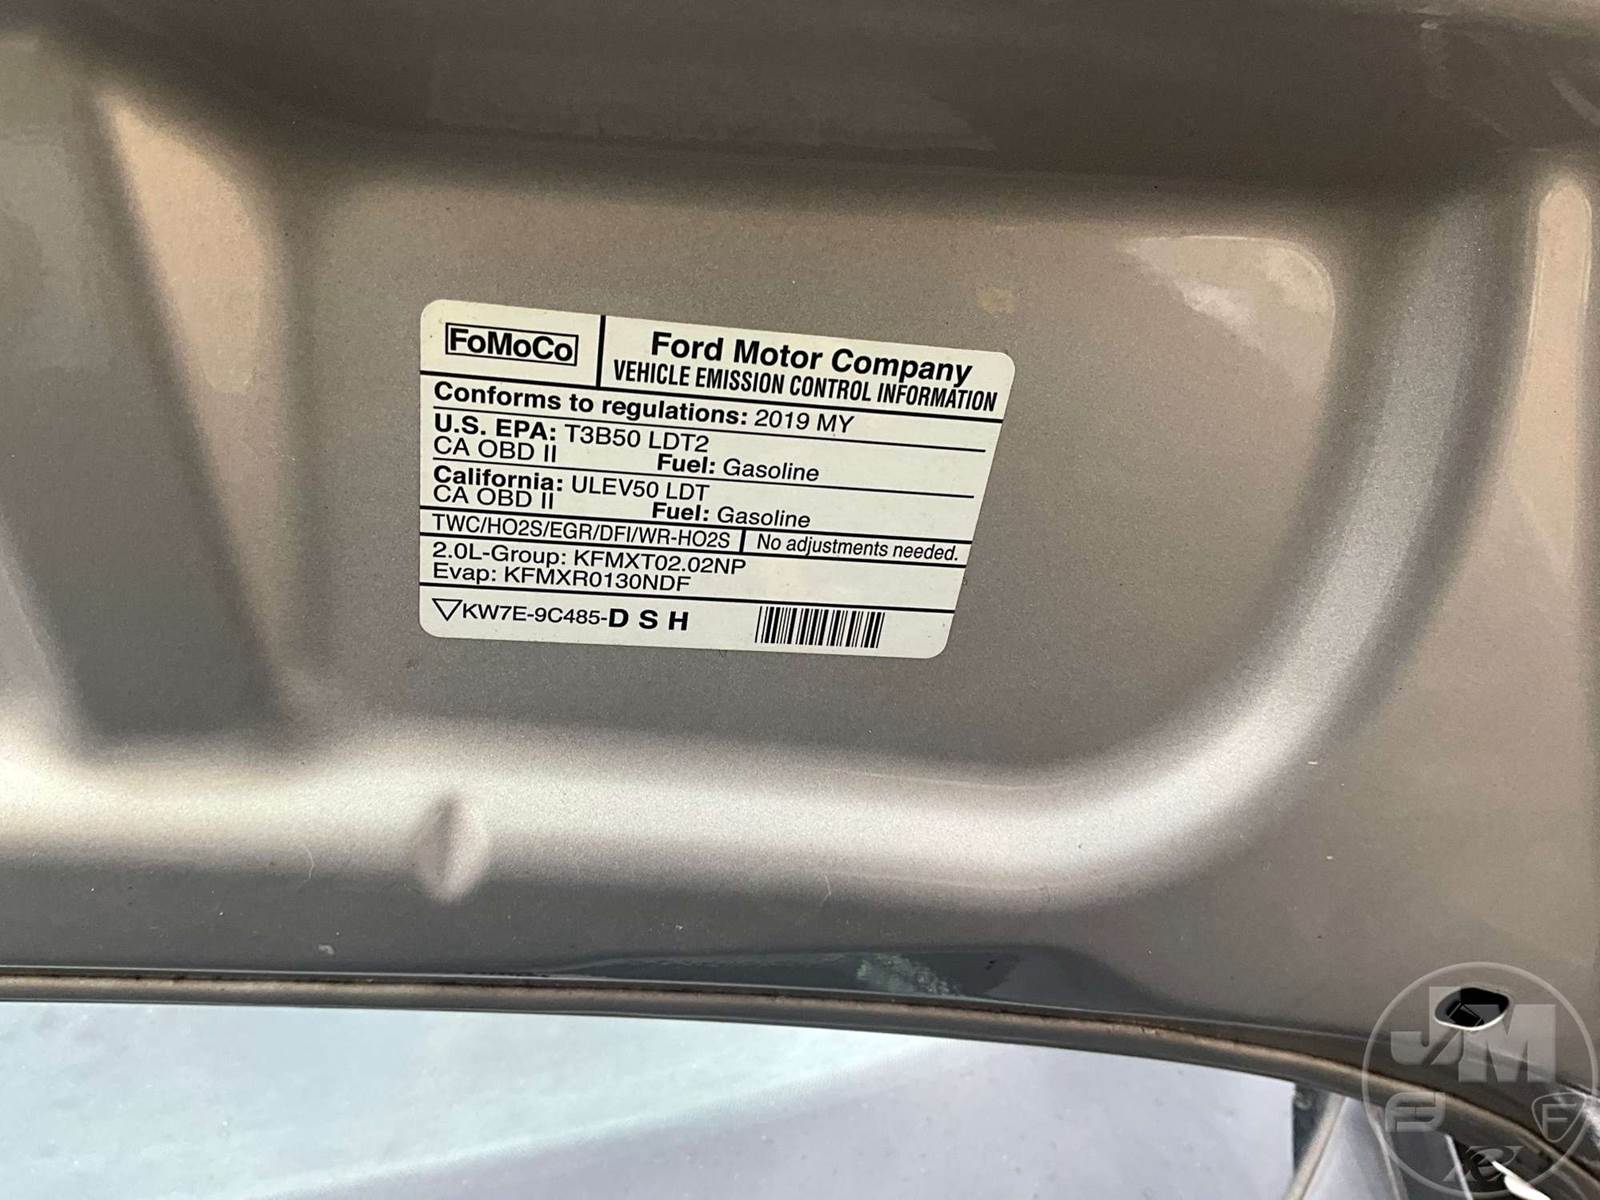 FoMoCo
Ford Motor Company
VEHICLE EMISSION CONTROL INFORMATION
Conforms to regulations: 2019 MY
U.S. EPA: T3B50 LDT2
CA OBD II Fuel: Gasoline
California: ULEV50 LDT
CA OBD II Fuel: Gasoline
TWC/HO2S/EGR/DFI/WR-HO2S No adjustments needed.
2.0L-Group: KFMXT02.02NP
Evap: KFMXR0130NDF
KW7E-9C485-D S H
JM